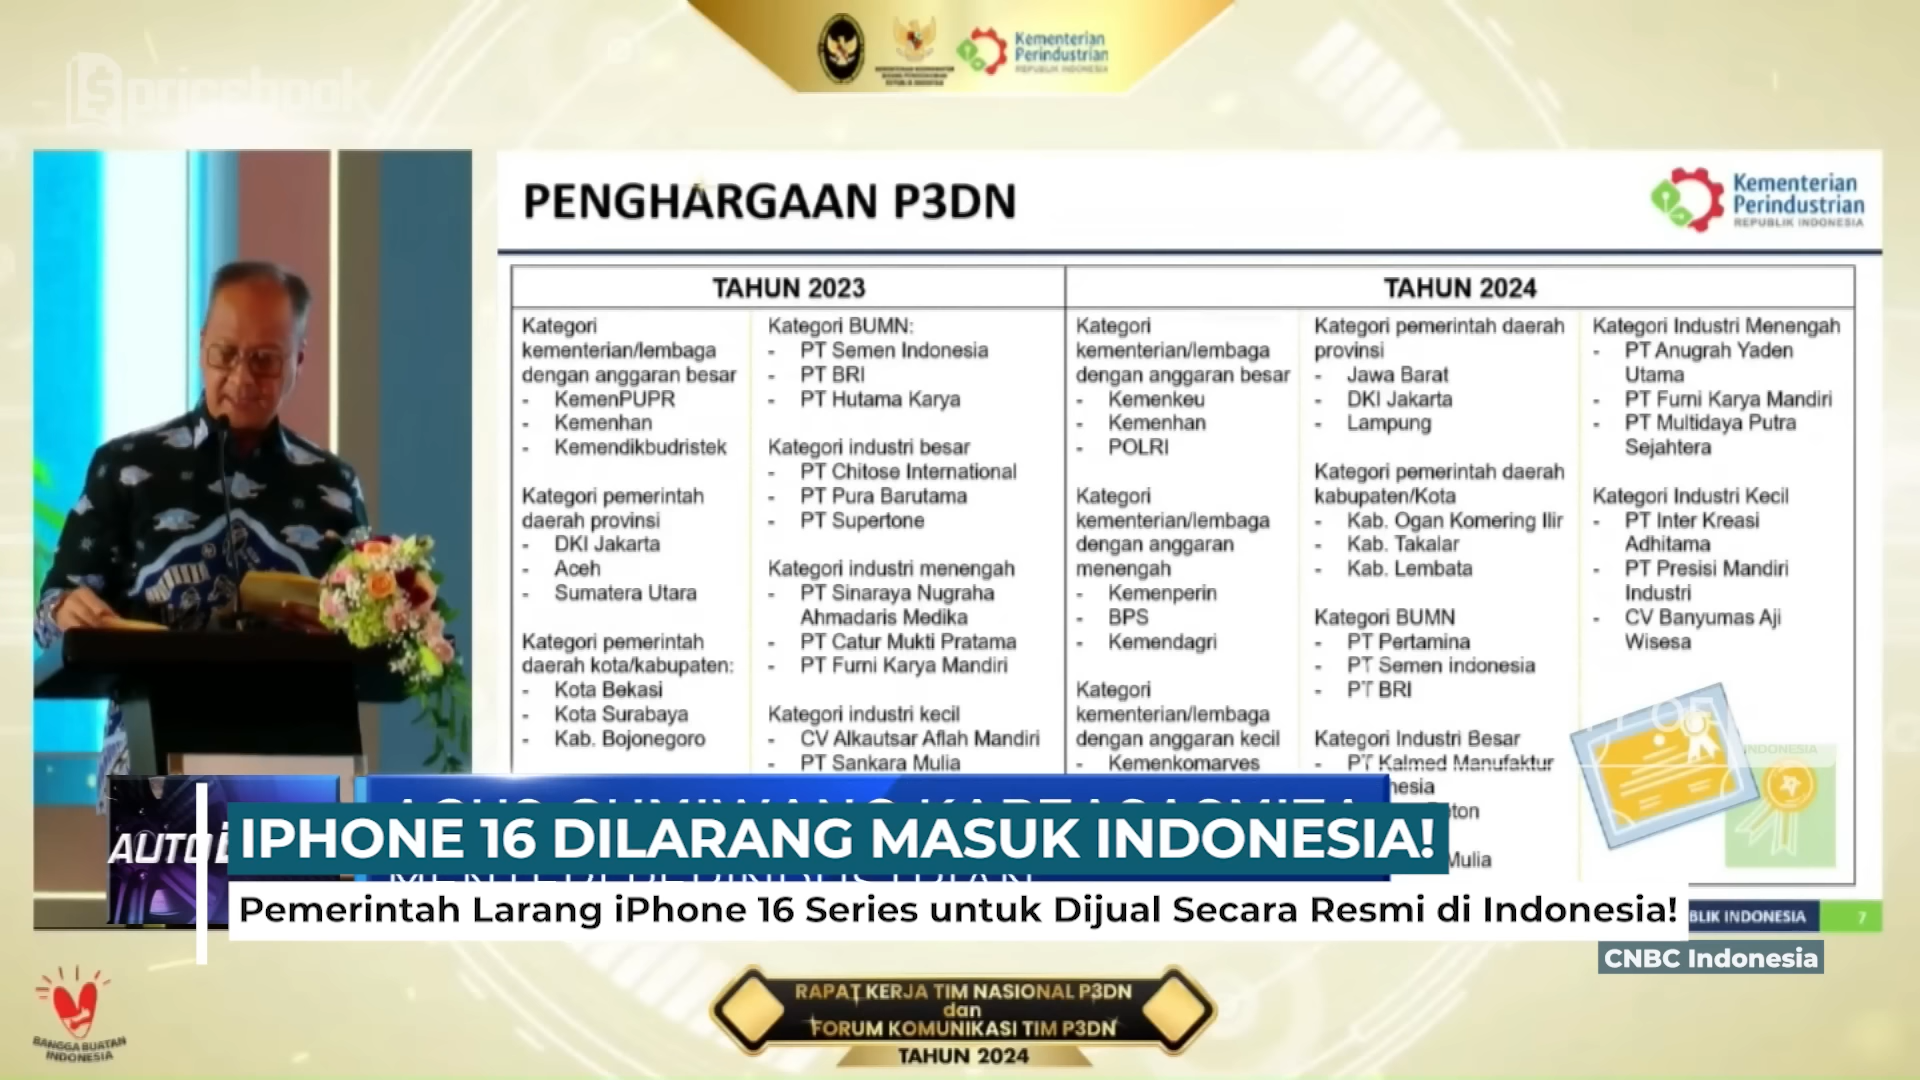 pricebook
Kementerian
Perindustrian
REPUBLIK INDONESIA
PENGHARGAAN P3DN
Kementerian
Perindustrian
REPUBLIK INDONESIA
TAHUN 2023
Kategori
kementerian/lembaga
dengan anggaran besar
- KemenPUPR
- Kemenhan
- Kemendikbudristek
Kategori pemerintah
daerah provinsi
- DKI Jakarta
- Aceh
- Sumatera Utara
Kategori pemerintah
daerah kota/kabupaten:
- Kota Bekasi
- Kota Surabaya
- Kab. Bojonegoro
Kategori BUMN:
- PT Semen Indonesia
- PT BRI
- PT Hutama Karya
Kategori industri besar
- PT Chitose International
- PT Pura Barutama
- PT Supertone
Kategori industri menengah
- PT Sinaraya Nugraha
Ahmadaris Medika
- PT Catur Mukti Pratama
- PT Furni Karya Mandiri
Kategori industri kecil
- CV Alkautsar Aflah Mandiri
- PT Sankara Mulia
TAHUN 2024
Kategori
kementerian/lembaga
dengan anggaran besar
- Kemenkeu
- Kemenhan
- POLRI
Kategori
kementerian/lembaga
dengan anggaran
menengah
- Kemenperin
- BPS
- Kemendagri
Kategori
kementerian/lembaga
dengan anggaran kecil
- Kemenkomarves
Kategori pemerintah daerah
provinsi
- Jawa Barat
- DKI Jakarta
- Lampung
Kategori pemerintah daerah
kabupaten/Kota
- Kab. Ogan Komering Ilir
- Kab. Takalar
- Kab. Lembata
Kategori BUMN
- PT Pertamina
- PT Semen indonesia
- PT BRI
Kategori Industri Besar
- PT Kalmed Manufaktur
nesia
Mulia
Kategori Industri Menengah
- PT Anugrah Yaden
Utama
- PT Furni Karya Mandiri
- PT Multidaya Putra
Sejahtera
Kategori Industri Kecil
- PT Inter Kreasi
Adhitama
- PT Presisi Mandiri
Industri
- CV Banyumas Aji
Wisesa
INDONESIA
AUTO
IPHONE 16 DILARANG MASUK INDONESIA!
Pemerintah Larang iPhone 16 Series untuk Dijual Secara Resmi di Indonesia!
BLIK INDONESIA 7
CNBC Indonesia
BANGGA BUATAN
INDONESIA
RAPAT KERJA TIM NASIONAL P3DN
dan
FORUM KOMUNIKASI TIM P3DN
TAHUN 2024